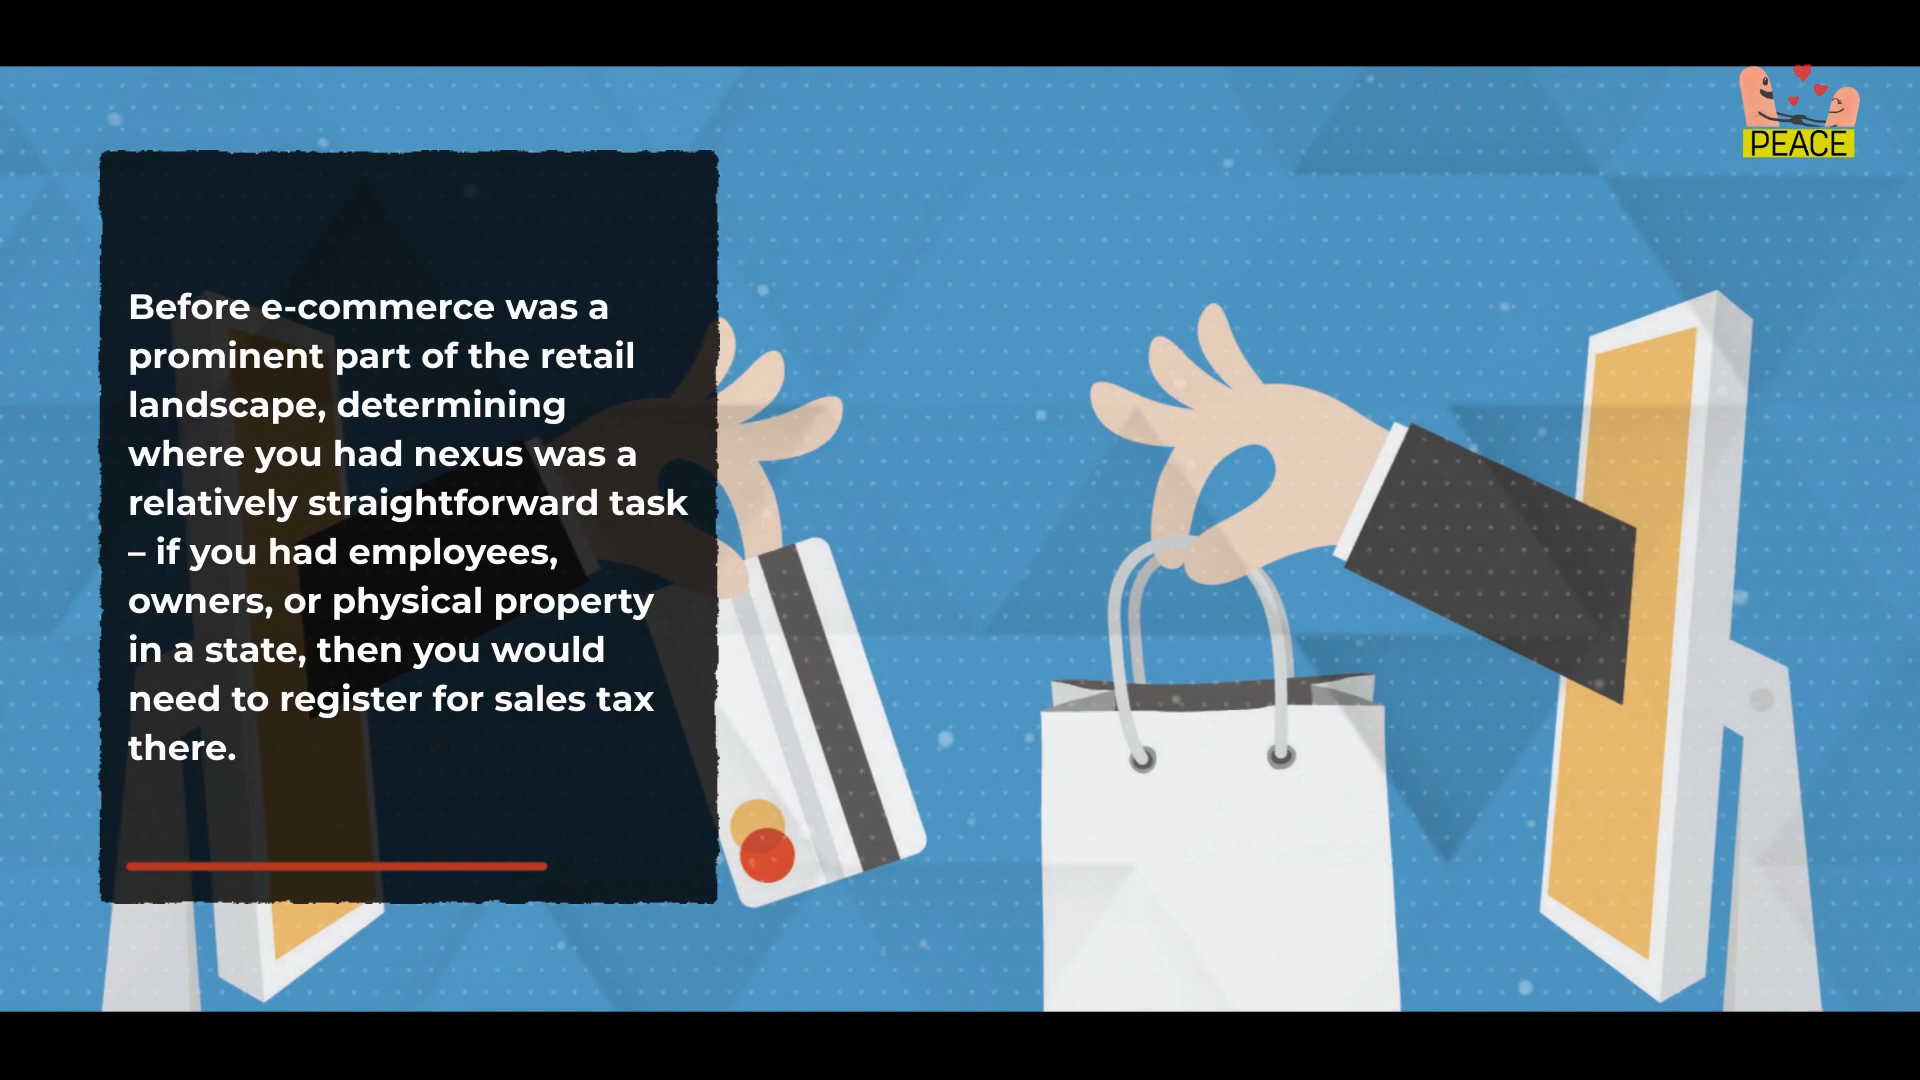 PEACE
Before e-commerce was a
prominent part of the retail
landscape, determining
where you had nexus was a
relatively straightforward task
– if you had employees,
owners, or physical property
in a state, then you would
need to register for sales tax
there.